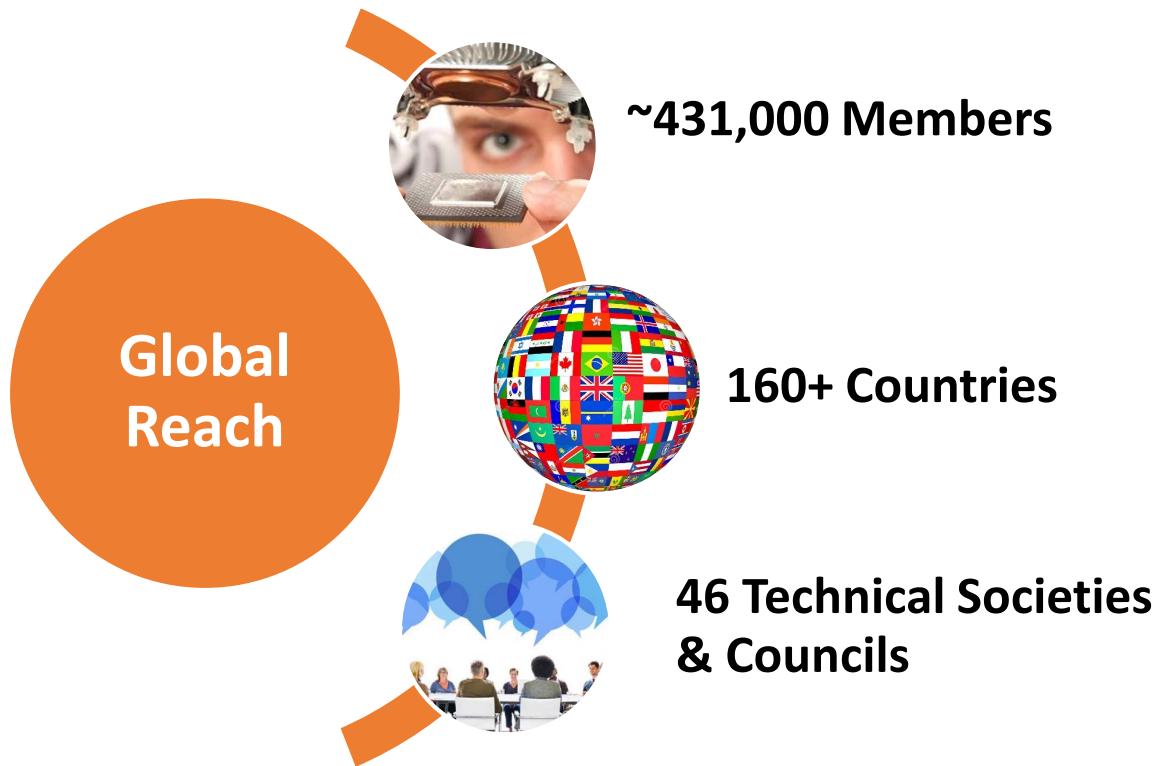 Global
Reach
~431,000 Members
160+ Countries
46 Technical Societies
& Councils